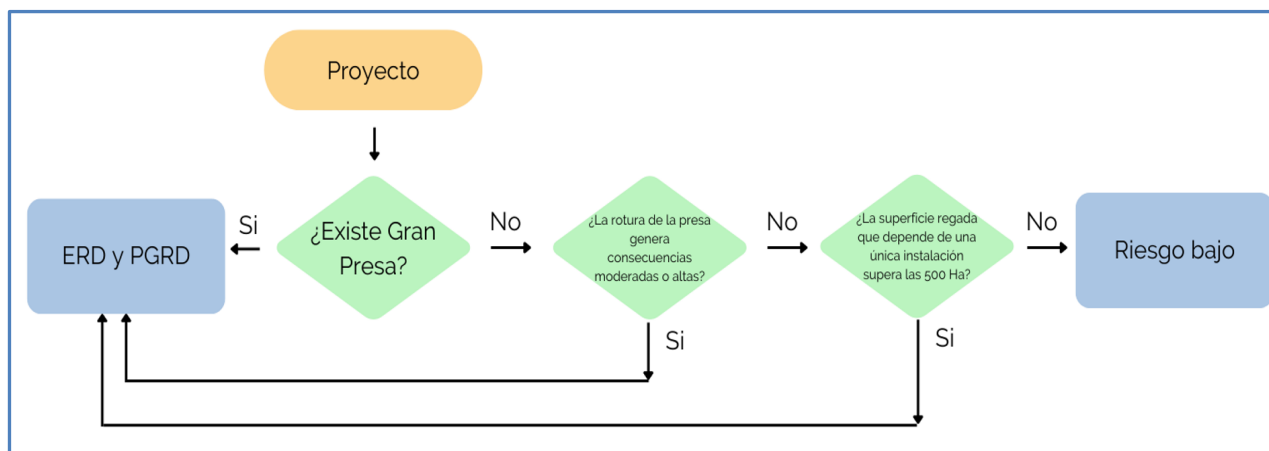 Proyecto
Si
¿Existe Gran
Presa?
No
¿La rotura de la presa
genera
consecuencias
moderadas o altas?
No
¿La superficie regada
que depende de una
única instalación
supera las 500 Ha?
No
ERD y PGRD
Riesgo bajo
Si
Si